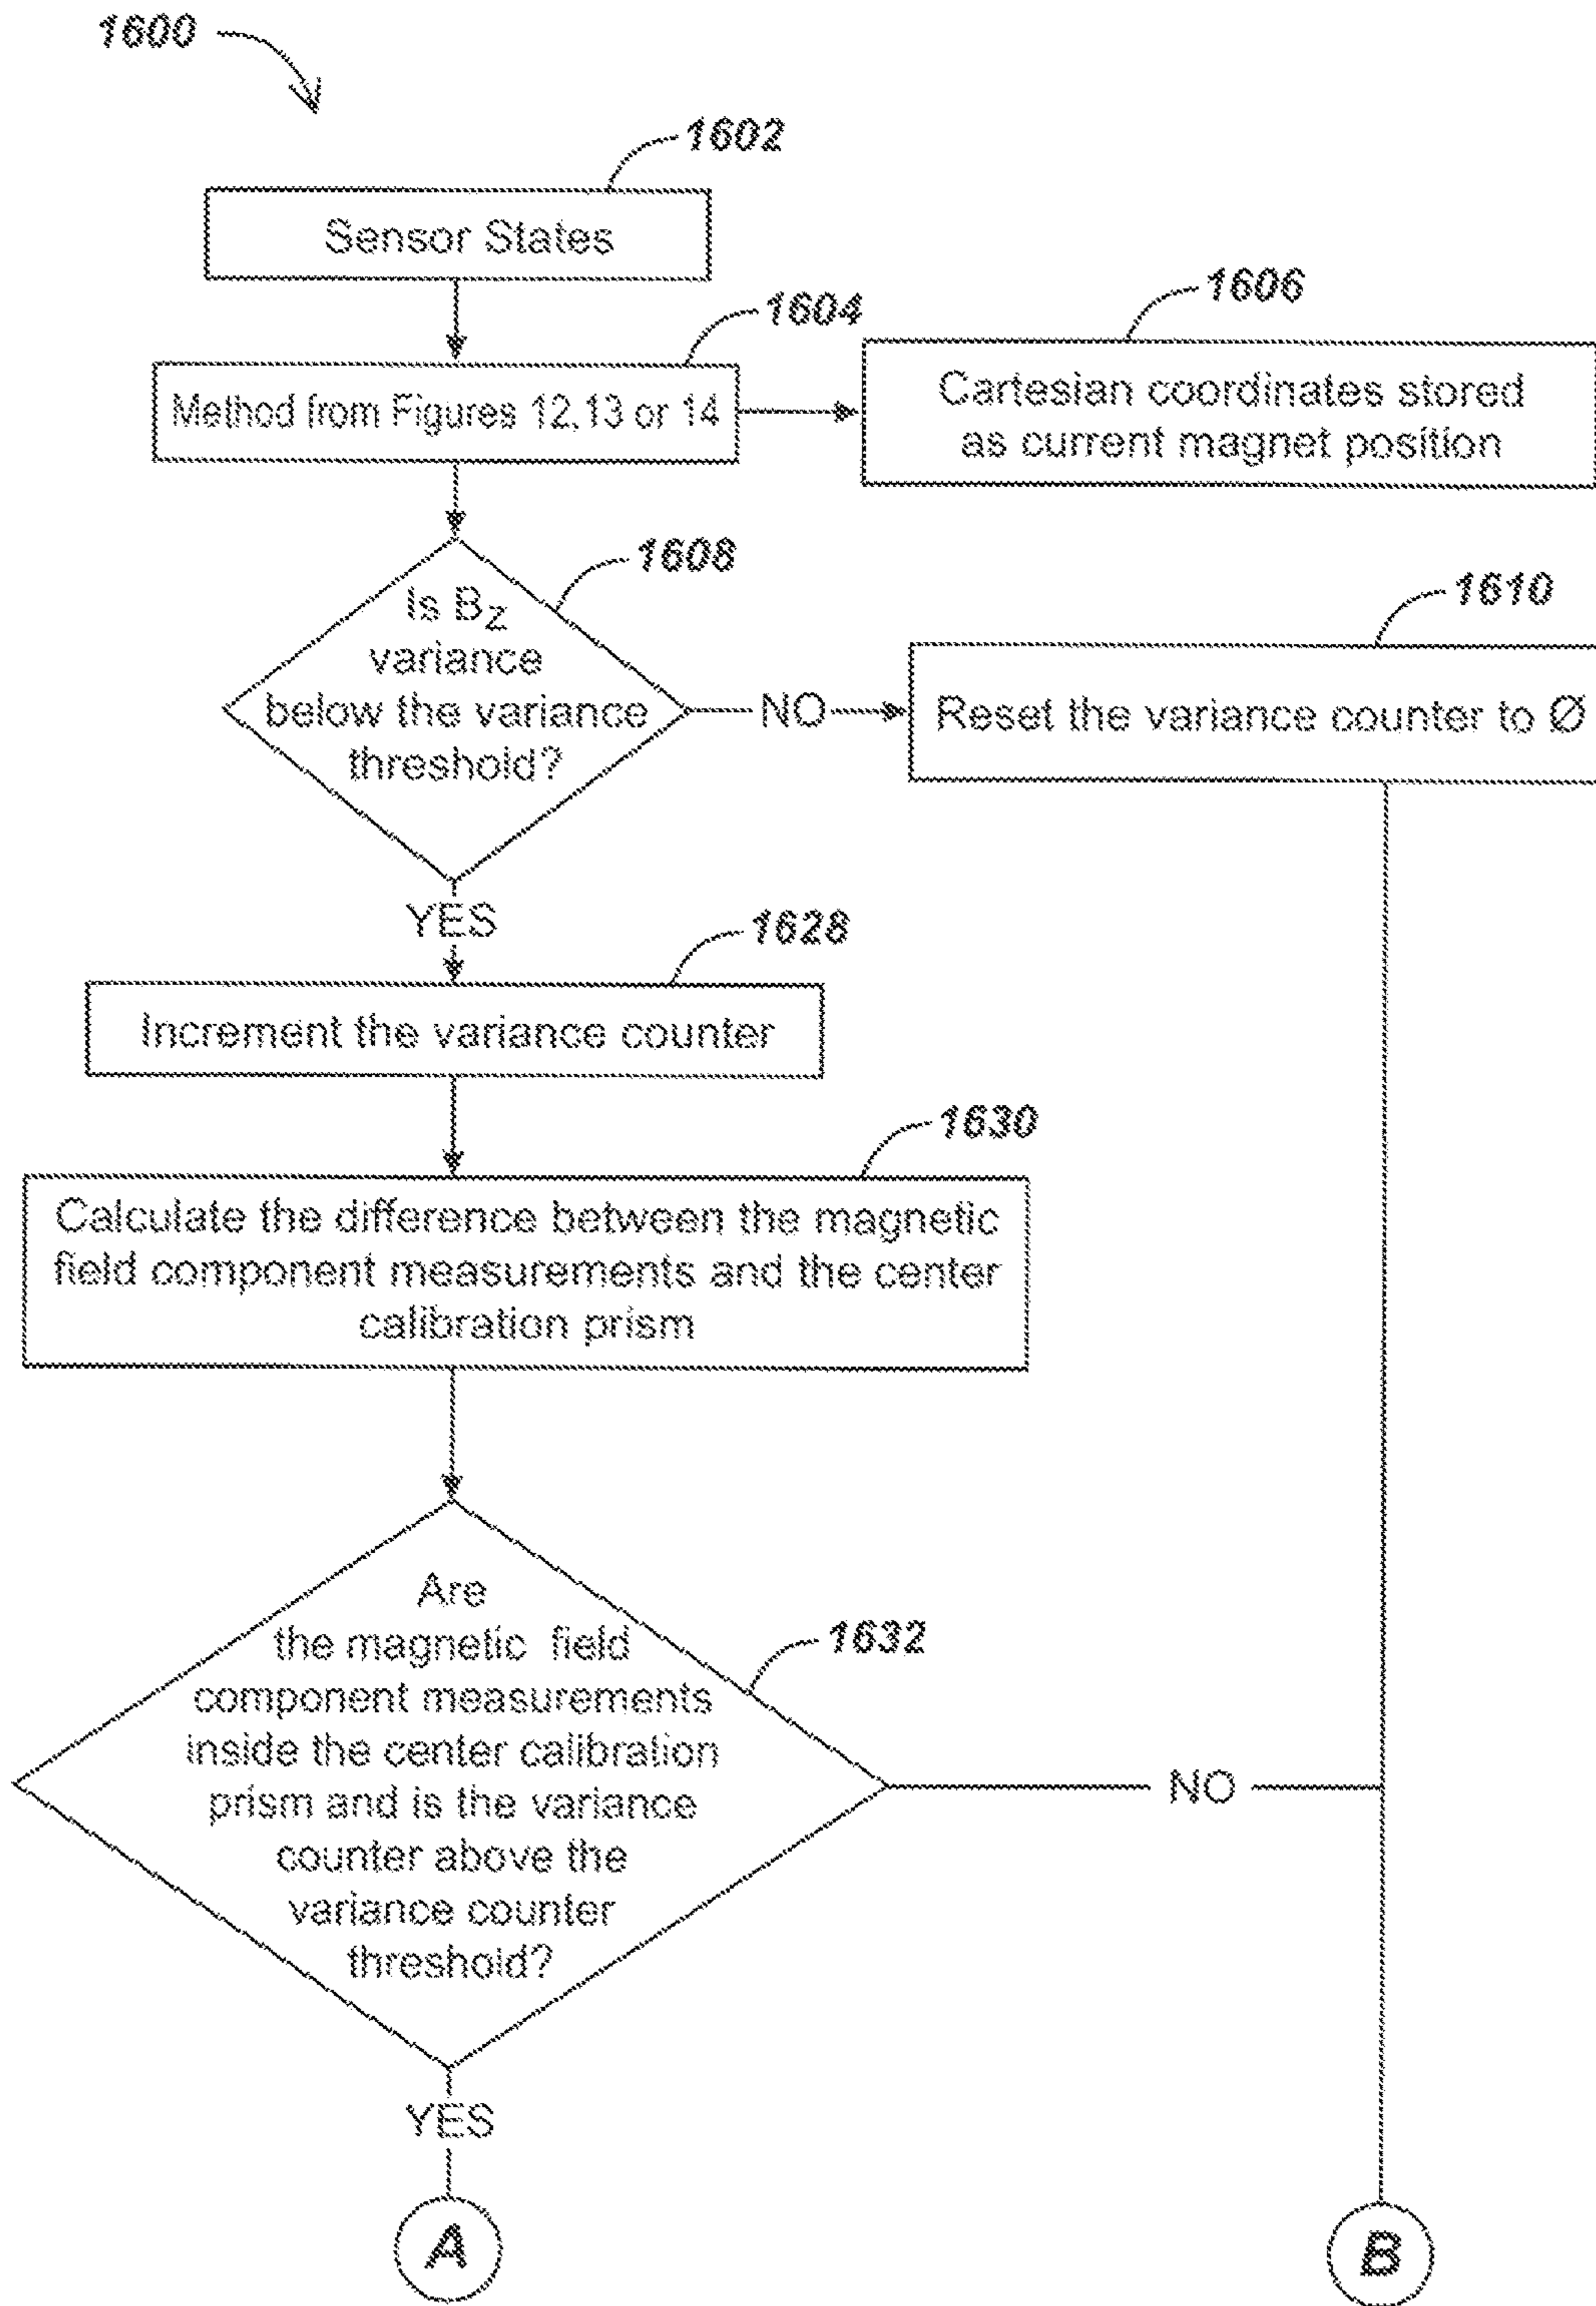 1600
1602
Sensor States
1604
Method from Figures 12,13 or 14
1606
Cartesian coordinates stored
as current magnet position
1608
Is BZ
variance
below the variance
threshold?
NO
1610
Reset the variance counter to Ø
YES
1628
Increment the variance counter
1630
Calculate the difference between the magnetic
field component measurements and the center
calibration prism
1632
Are
the magnetic field
component measurements
inside the center calibration
prism and is the variance
counter above the
variance counter
threshold?
NO
YES
A
B